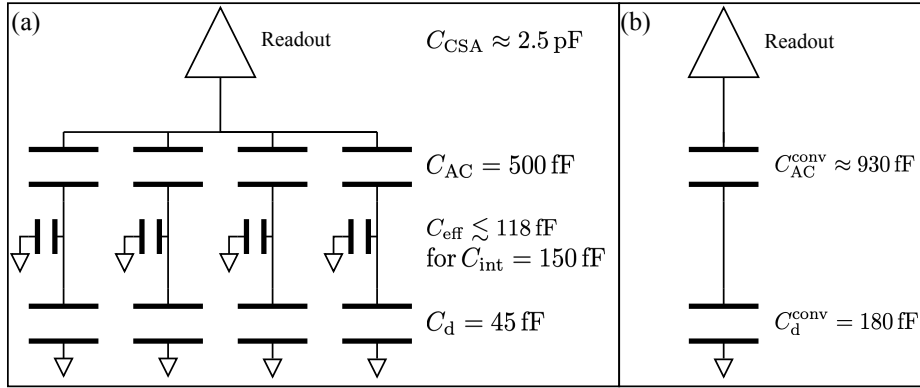 (a)
Readout
C_CSA ≈ 2.5 pF
C_AC = 500 fF
C_eff ≲ 118 fF
for C_int = 150 fF
C_d = 45 fF
(b)
Readout
C_AC^conv ≈ 930 fF
C_d^conv = 180 fF